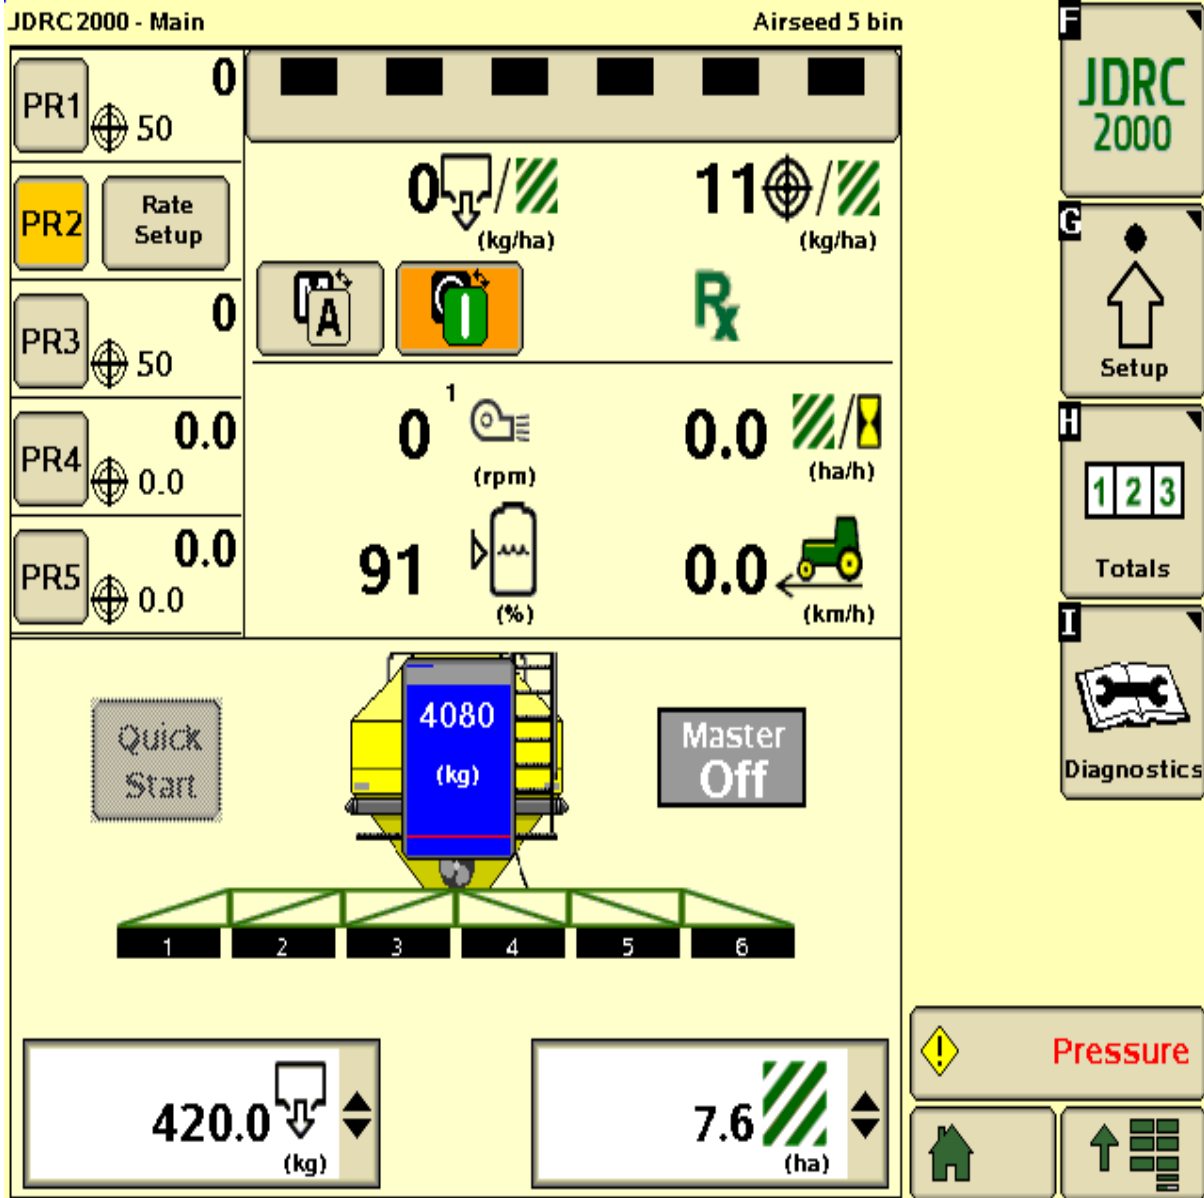 JDRC2000 - Main
Airseed 5 bin
PR1
0
50
PR2
Rate
Setup
PR3
0
50
PR4
0.0
0.0
PR5
0.0
0.0
0 / (kg/ha)
11 / (kg/ha)
A
I
Rx
0
1
(rpm)
0.0 / (ha/h)
91
(%)
0.0
(km/h)
Quick
Start
4080
(kg)
Master
Off
1 2 3 4 5 6
420.0
(kg)
7.6
(ha)
F
JDRC
2000
G
Setup
H
1 2 3
Totals
I
Diagnostics
! Pressure